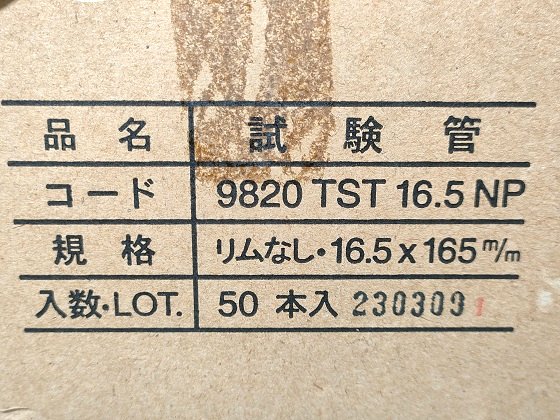 品名 試験管
コード 9820 TST 16.5 NP
規格 リムなし・16.5 x 165 m/m
入数・LOT. 50 本入 230309 1